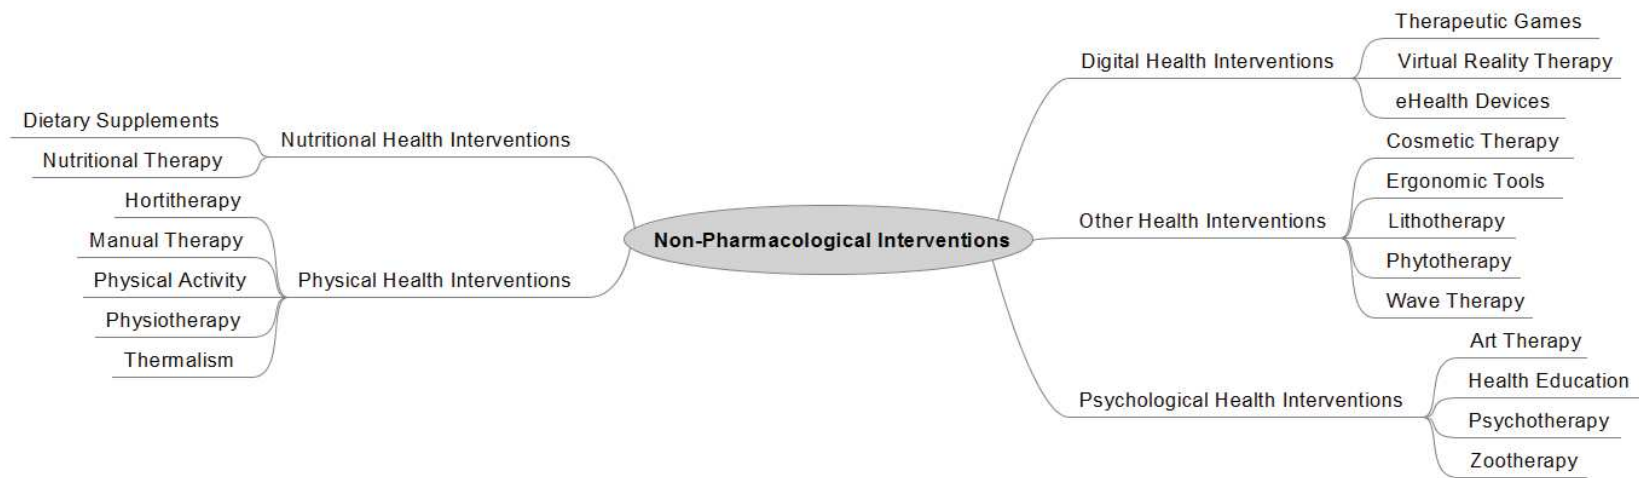 Non-Pharmacological Interventions
Nutritional Health Interventions
Dietary Supplements
Nutritional Therapy
Physical Health Interventions
Hortitherapy
Manual Therapy
Physical Activity
Physiotherapy
Thermalism
Digital Health Interventions
Therapeutic Games
Virtual Reality Therapy
eHealth Devices
Other Health Interventions
Cosmetic Therapy
Ergonomic Tools
Lithotherapy
Phytotherapy
Wave Therapy
Psychological Health Interventions
Art Therapy
Health Education
Psychotherapy
Zootherapy